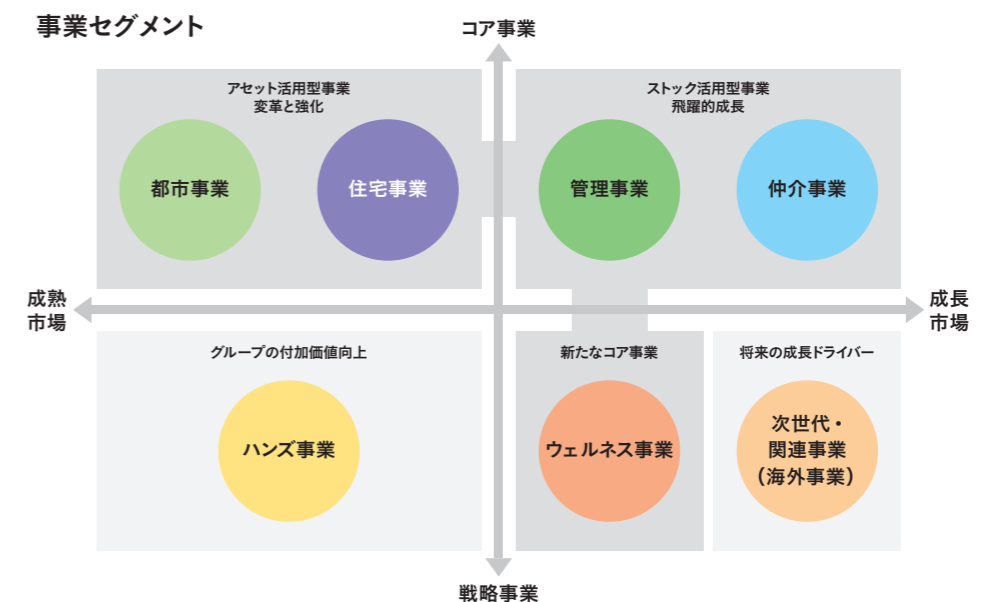 事業セグメント
コア事業
アセット活用型事業
変革と強化
都市事業
住宅事業
ストック活用型事業
飛躍的成長
管理事業
仲介事業
成熟
市場
成長
市場
グループの付加価値向上
ハンズ事業
新たなコア事業
ウェルネス事業
将来の成長ドライバー
次世代・
関連事業
(海外事業)
戦略事業